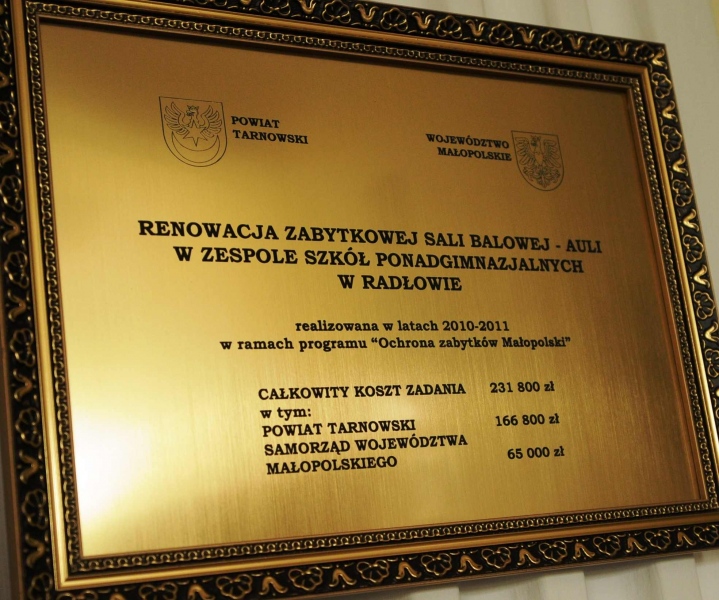 POWIAT
TARNOWSKI
WOJEWÓDZTWO
MAŁOPOLSKIE
RENOWACJA ZABYTKOWEJ SALI BALOWEJ - AULI
W ZESPOLE SZKÓŁ PONADGIMNAZJALNYCH
W RADŁOWIE
realizowana w latach 2010-2011
w ramach programu “Ochrona zabytków Małopolski”
CAŁKOWITY KOSZT ZADANIA 231 800 zł
w tym:
POWIAT TARNOWSKI 166 800 zł
SAMORZĄD WOJEWÓDZTWA
MAŁOPOLSKIEGO 65 000 zł